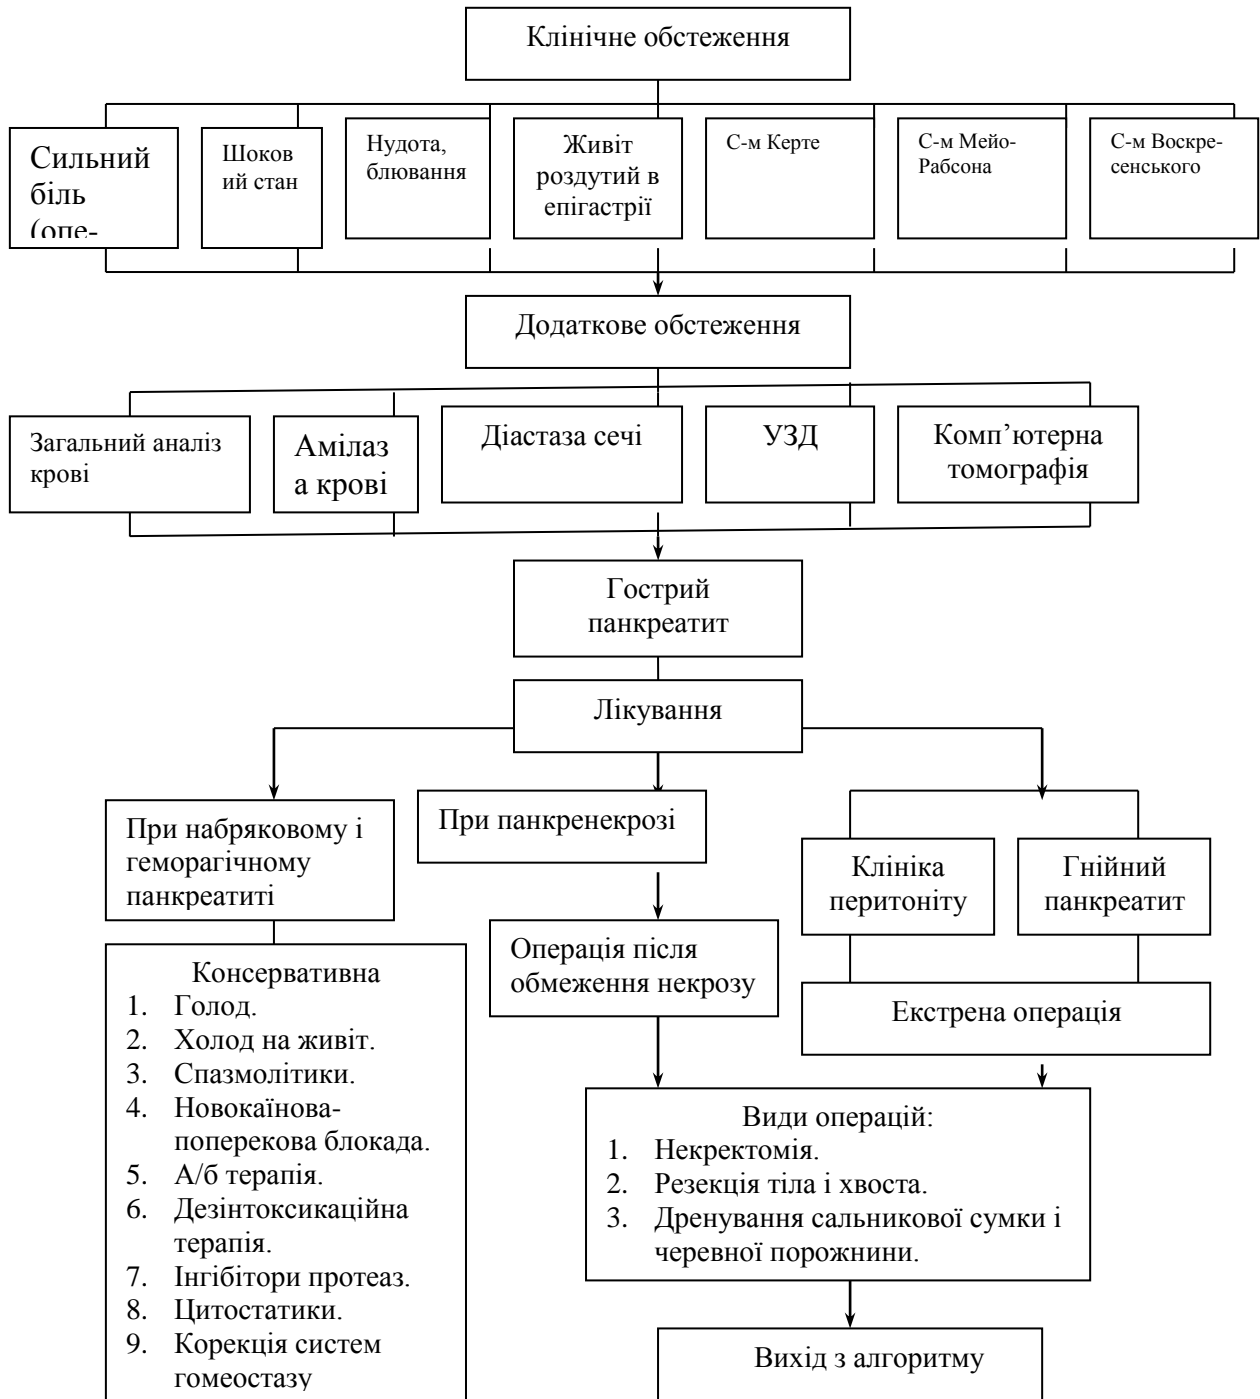 Клінічне обстеження
Сильний
біль
(опе-
Шоков
ий стан
Нудота,
блювання
Живіт
роздутий в
епігастрії
С-м Керте
С-м Мейо-
Рабсона
С-м Воскре-
сенського
Додаткове обстеження
Загальний аналіз
крові
Амілаз
а крові
Діастаза сечі
УЗД
Комп’ютерна
томографія
Гострий
панкреатит
Лікування
При набряковому і
геморагічному
панкреатиті
При панкренекрозі
Клініка
перитоніту
Гнійний
панкреатит
Операція після
обмеження некрозу
Екстрена операція
Консервативна
1. Голод.
2. Холод на живіт.
3. Спазмолітики.
4. Новокаїнова-
поперекова блокада.
5. А/б терапія.
6. Дезінтоксикаційна
терапія.
7. Інгібітори протеаз.
8. Цитостатики.
9. Корекція систем
гомеостазу
Види операцій:
1. Некректомія.
2. Резекція тіла і хвоста.
3. Дренування сальникової сумки і
черевної порожнини.
Вихід з алгоритму